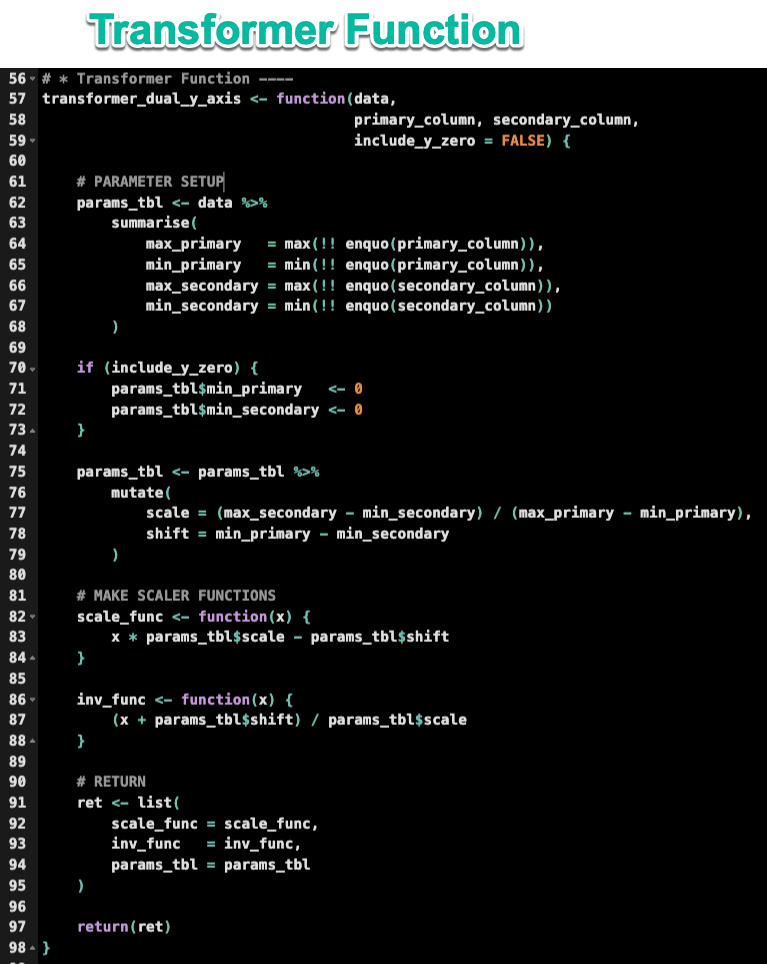 Transformer Function
56 # * Transformer Function ----
57 transformer_dual_y_axis <- function(data,
58                                     primary_column, secondary_column,
59                                     include_y_zero = FALSE) {
60
61     # PARAMETER SETUP
62     params_tbl <- data %>%
63         summarise(
64             max_primary   = max(!! enquo(primary_column)),
65             min_primary   = min(!! enquo(primary_column)),
66             max_secondary = max(!! enquo(secondary_column)),
67             min_secondary = min(!! enquo(secondary_column))
68         )
69
70     if (include_y_zero) {
71         params_tbl$min_primary   <- 0
72         params_tbl$min_secondary <- 0
73     }
74
75     params_tbl <- params_tbl %>%
76         mutate(
77             scale = (max_secondary - min_secondary) / (max_primary - min_primary),
78             shift = min_primary - min_secondary
79         )
80
81     # MAKE SCALER FUNCTIONS
82     scale_func <- function(x) {
83         x * params_tbl$scale - params_tbl$shift
84     }
85
86     inv_func <- function(x) {
87         (x + params_tbl$shift) / params_tbl$scale
88     }
89
90     # RETURN
91     ret <- list(
92         scale_func = scale_func,
93         inv_func   = inv_func,
94         params_tbl = params_tbl
95     )
96
97     return(ret)
98 }